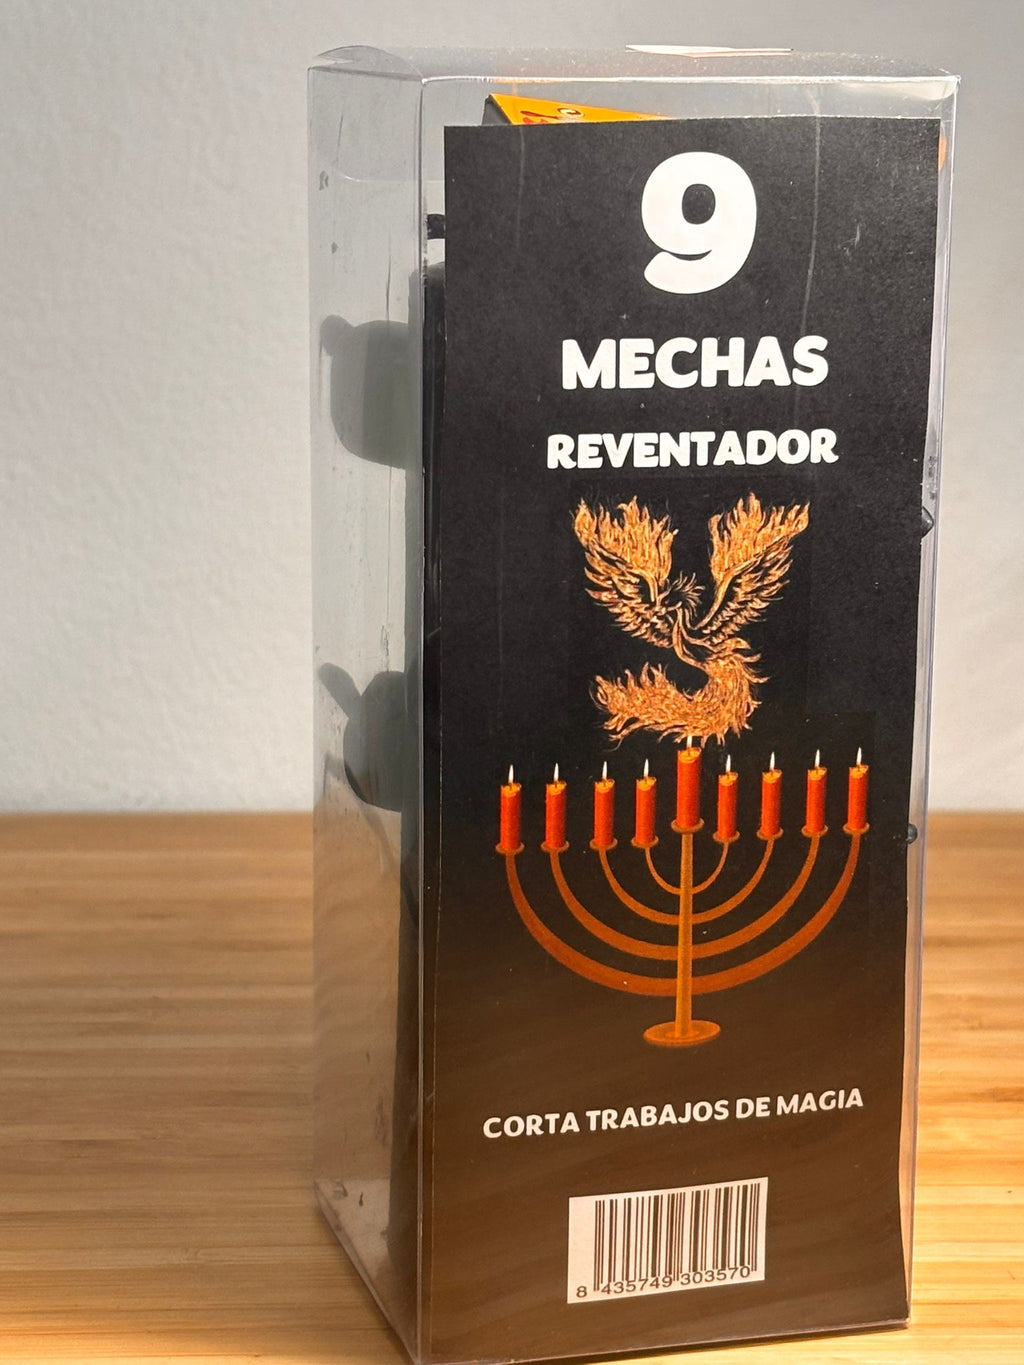 9
MECHAS
REVENTADOR
CORTA TRABAJOS DE MAGIA
8 435749 303570